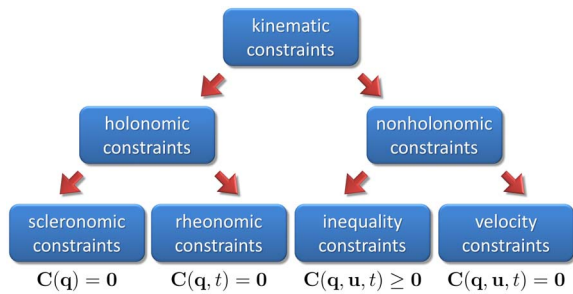 kinematic
constraints
holonomic
constraints
nonholonomic
constraints
scleronomic
constraints
rheonomic
constraints
inequality
constraints
velocity
constraints
C(q) = 0
C(q, t) = 0
C(q, u, t) ≥ 0
C(q, u, t) = 0